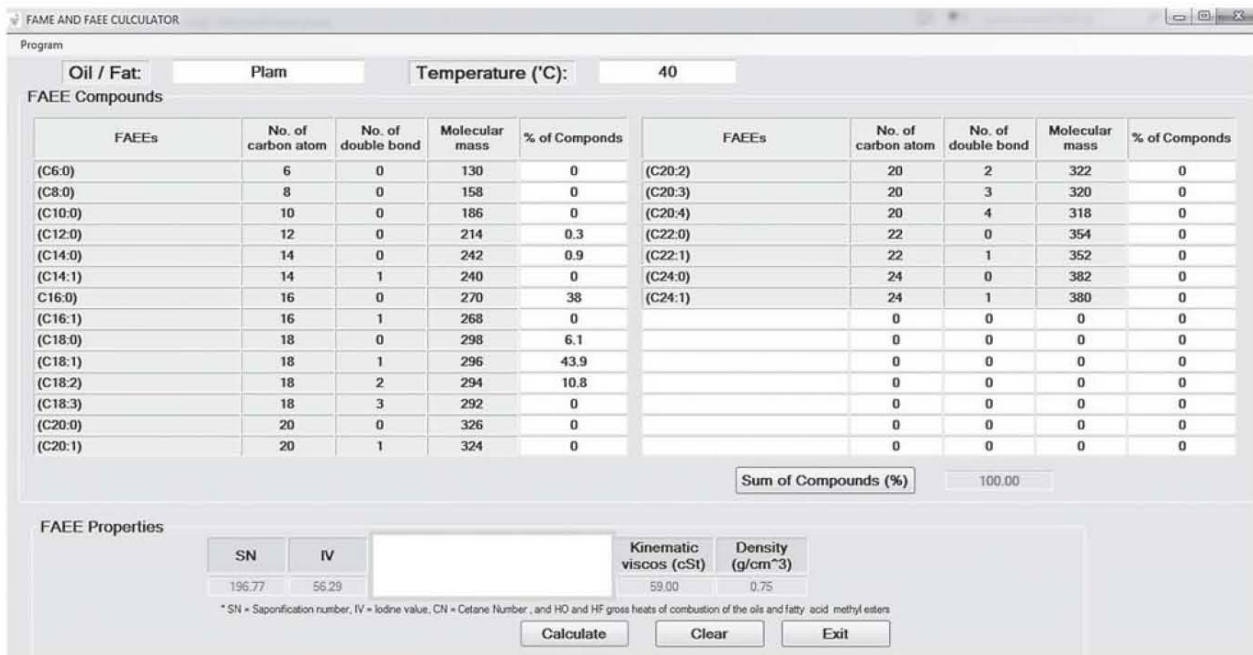 FAME AND FAEE CULCULATOR
Program
Oil / Fat: Plam Temperature ('C): 40
FAEE Compounds
FAEEs No. of carbon atom No. of double bond Molecular mass % of Componds FAEEs No. of carbon atom No. of double bond Molecular mass % of Componds
(C6:0) 6 0 130 0 (C20:2) 20 2 322 0
(C8:0) 8 0 158 0 (C20:3) 20 3 320 0
(C10:0) 10 0 186 0 (C20:4) 20 4 318 0
(C12:0) 12 0 214 0.3 (C22:0) 22 0 354 0
(C14:0) 14 0 242 0.9 (C22:1) 22 1 352 0
(C14:1) 14 1 240 0 (C24:0) 24 0 382 0
C16:0) 16 0 270 38 (C24:1) 24 1 380 0
(C16:1) 16 1 268 0 0 0 0 0
(C18:0) 18 0 298 6.1 0 0 0 0
(C18:1) 18 1 296 43.9 0 0 0 0
(C18:2) 18 2 294 10.8 0 0 0 0
(C18:3) 18 3 292 0 0 0 0 0
(C20:0) 20 0 326 0 0 0 0 0
(C20:1) 20 1 324 0 0 0 0 0
Sum of Compounds (%) 100.00
FAEE Properties
SN IV Kinematic viscos (cSt) Density (g/cm^3)
196.77 56.29 59.00 0.75
* SN = Saponification number, IV = Iodine value, CN = Cetane Number , and HO and HF gross heats of combustion of the oils and fatty acid methyl esters
Calculate Clear Exit